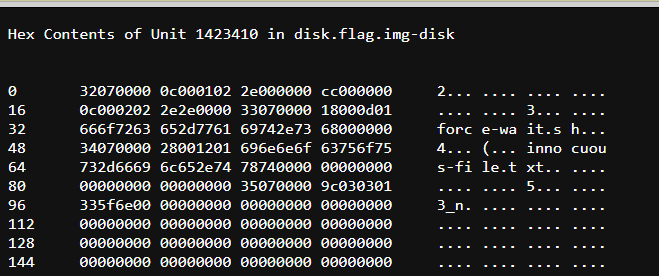 Hex Contents of Unit 1423410 in disk.flag.img-disk
0 32070000 0c000102 2e000000 cc000000 2... .... .... ....
16 0c000202 2e2e0000 33070000 18000d01 .... .... 3... ....
32 666f7263 652d7761 69742e73 68000000 forc e-wa it.s h...
48 34070000 28001201 696e6e6f 63756f75 4... (... inno cuou
64 732d6669 6c652e74 78740000 00000000 s-fi le.t xt.. ....
80 00000000 00000000 35070000 9c030301 .... .... 5... ....
96 335f6e00 00000000 00000000 00000000 3_n. .... .... ....
112 00000000 00000000 00000000 00000000 .... .... .... ....
128 00000000 00000000 00000000 00000000 .... .... .... ....
144 00000000 00000000 00000000 00000000 .... .... .... ....